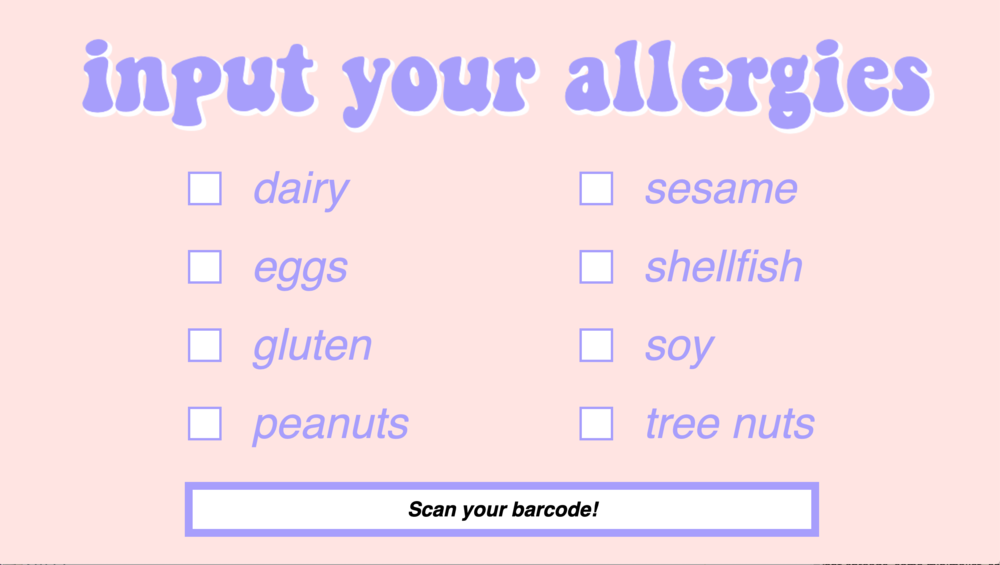 input your allergies
dairy
sesame
eggs
shellfish
gluten
soy
peanuts
tree nuts
Scan your barcode!